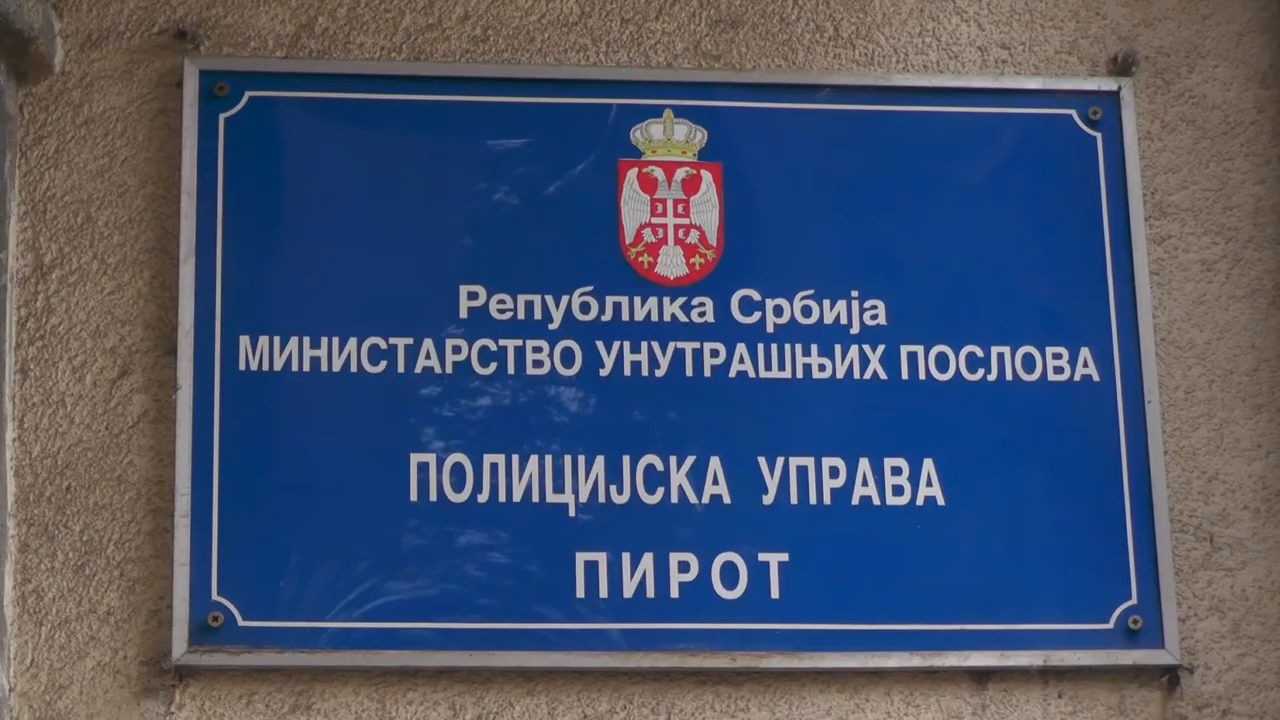 Република Србија
МИНИСТАРСТВО УНУТРАШЊИХ ПОСЛОВА
ПОЛИЦИЈСКА УПРАВА
ПИРОТ